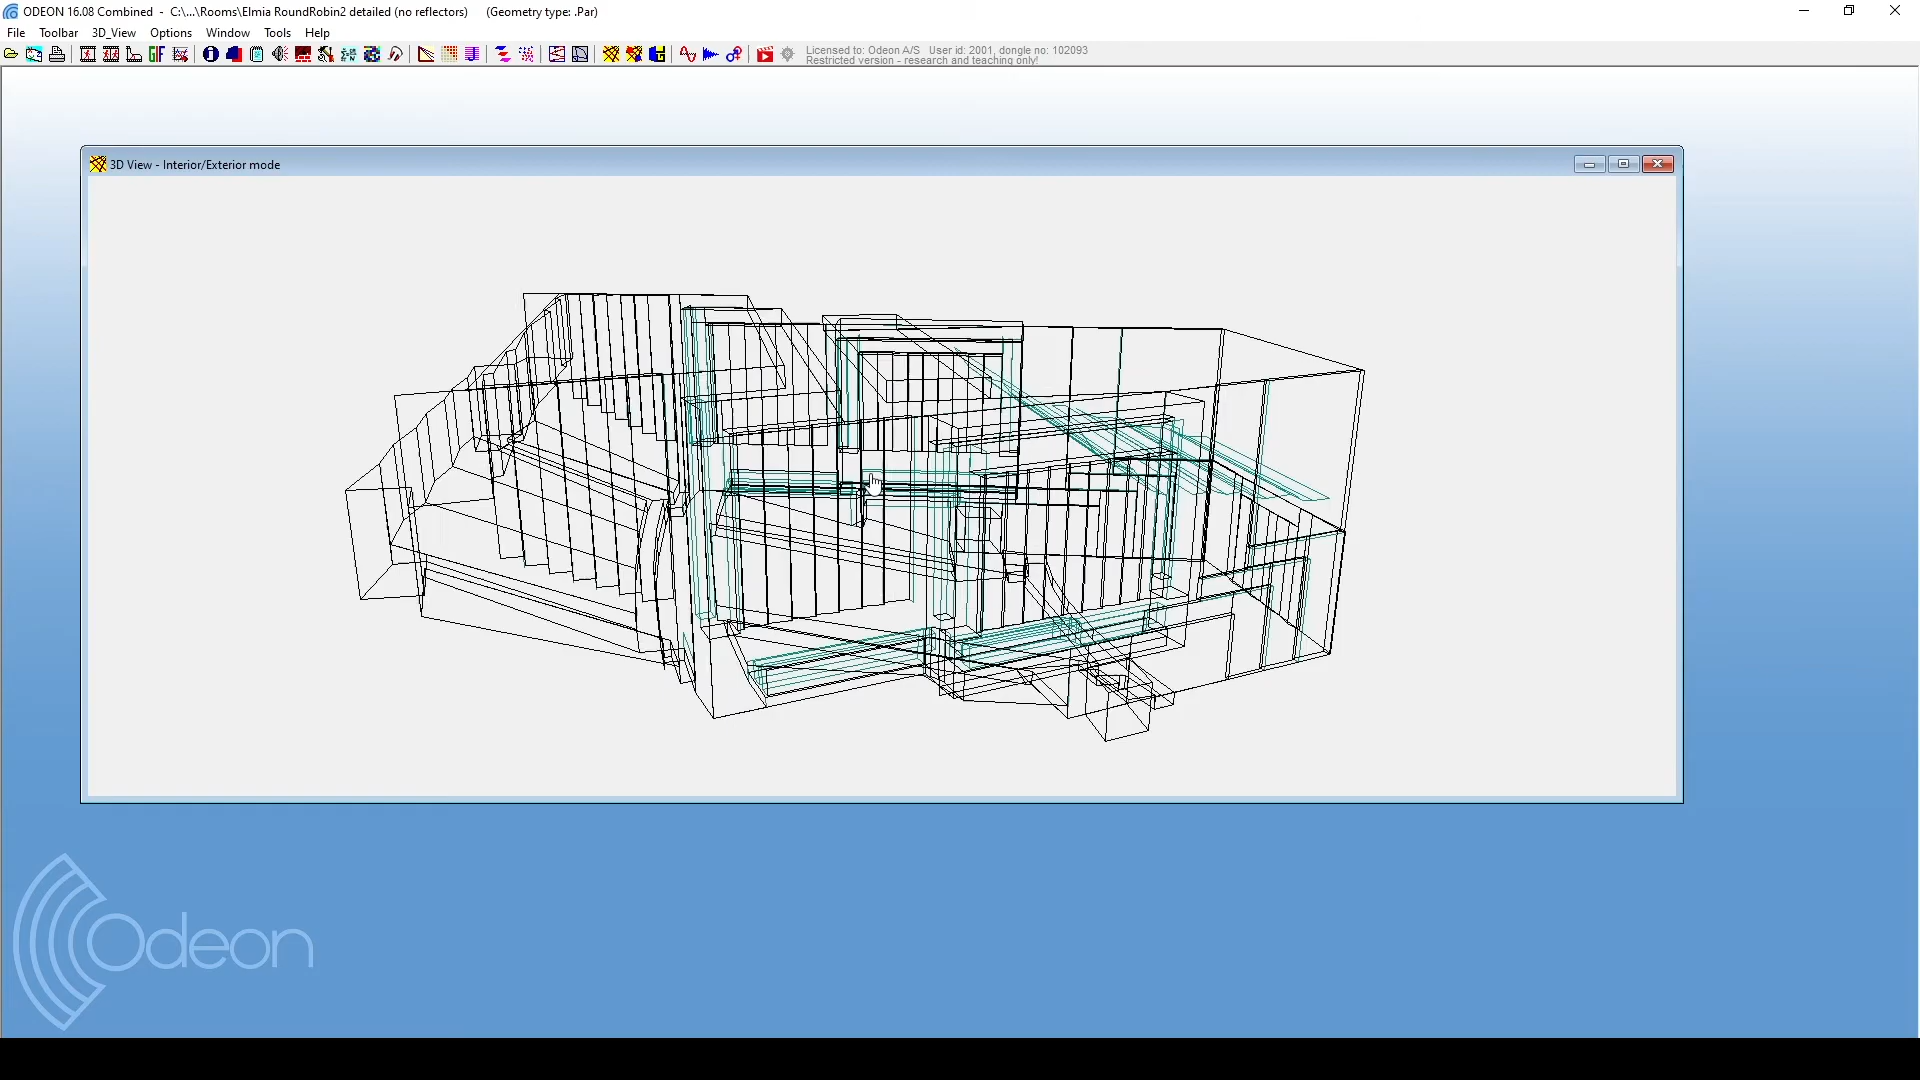 ODEON 16.08 Combined - C:\...\Rooms\Elmia RoundRobin2 detailed (no reflectors) (Geometry type: .Par)
File Toolbar 3D_View Options Window Tools Help
GIF
Licensed to: Odeon A/S User id: 2001, dongle no: 102093
Restricted version - research and teaching only!
3D View - Interior/Exterior mode
Odeon